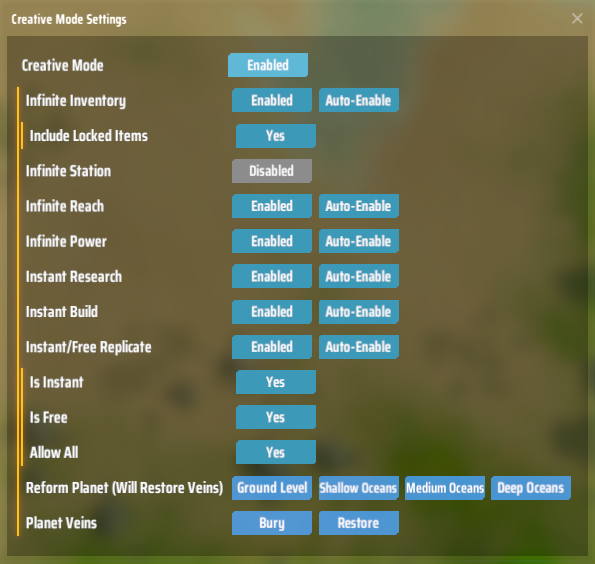 Creative Mode Settings
Creative Mode Enabled
Infinite Inventory Enabled Auto-Enable
Include Locked Items Yes
Infinite Station Disabled
Infinite Reach Enabled Auto-Enable
Infinite Power Enabled Auto-Enable
Instant Research Enabled Auto-Enable
Instant Build Enabled Auto-Enable
Instant/Free Replicate Enabled Auto-Enable
Is Instant Yes
Is Free Yes
Allow All Yes
Reform Planet (Will Restore Veins) Ground Level Shallow Oceans Medium Oceans Deep Oceans
Planet Veins Bury Restore